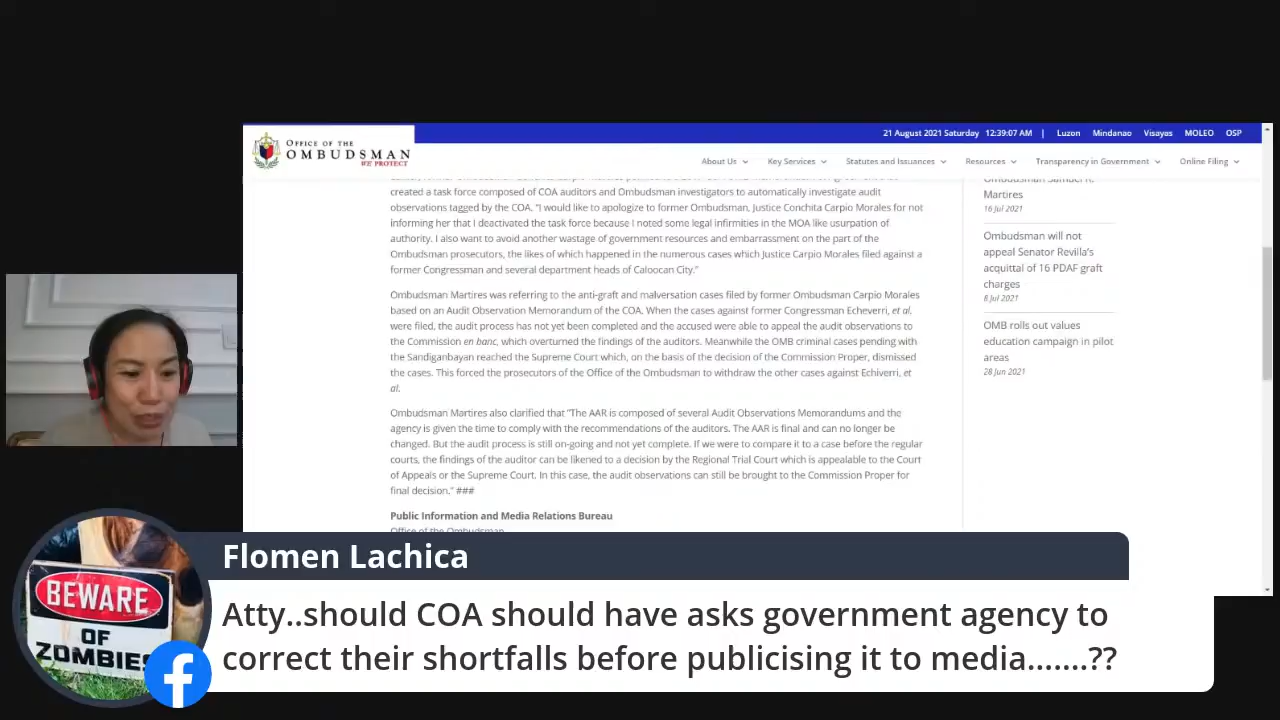 OFFICE OF THE
OMBUDSMAN
WE PROTECT
21 August 2021 Saturday 12:39:07 AM | Luzon Mindanao Visayas MOLEO OSP
About Us Key Services Statutes and Issuances Resources Transparency in Government Online Filing
created a task force composed of COA auditors and Ombudsman investigators to automatically investigate audit
observations tagged by the COA. "I would like to apologize to former Ombudsman, Justice Conchita Carpio Morales for not
informing her that I deactivated the task force because I noted some legal infirmities in the MOA like usurpation of
authority. I also want to avoid another wastage of government resources and embarrassment on the part of the
Ombudsman prosecutors, the likes of which happened in the numerous cases which Justice Carpio Morales filed against a
former Congressman and several department heads of Caloocan City."
Ombudsman Martires was referring to the anti-graft and malversation cases filed by former Ombudsman Carpio Morales
based on an Audit Observation Memorandum of the COA. When the cases against former Congressman Echeverri, et al.
were filed, the audit process has not yet been completed and the accused were able to appeal the audit observations to
the Commission en banc, which overturned the findings of the auditors. Meanwhile the OMB criminal cases pending with
the Sandiganbayan reached the Supreme Court which, on the basis of the decision of the Commission Proper, dismissed
the cases. This forced the prosecutors of the Office of the Ombudsman to withdraw the other cases against Echiverri, et
al.
Ombudsman Martires also clarified that "The AAR is composed of several Audit Observations Memorandums and the
agency is given the time to comply with the recommendations of the auditors. The AAR is final and can no longer be
changed. But the audit process is still on-going and not yet complete. If we were to compare it to a case before the regular
courts, the findings of the auditor can be likened to a decision by the Regional Trial Court which is appealable to the Court
of Appeals or the Supreme Court. In this case, the audit observations can still be brought to the Commission Proper for
final decision." ###
Public Information and Media Relations Bureau
Office of the Ombudsman
Ombudsman Samuel R.
Martires
16 Jul 2021
Ombudsman will not
appeal Senator Revilla's
acquittal of 16 PDAF graft
charges
8 Jul 2021
OMB rolls out values
education campaign in pilot
areas
28 Jun 2021
BEWARE
OF
ZOMBIES
Flomen Lachica
Atty..should COA should have asks government agency to
correct their shortfalls before publicising it to media.......??